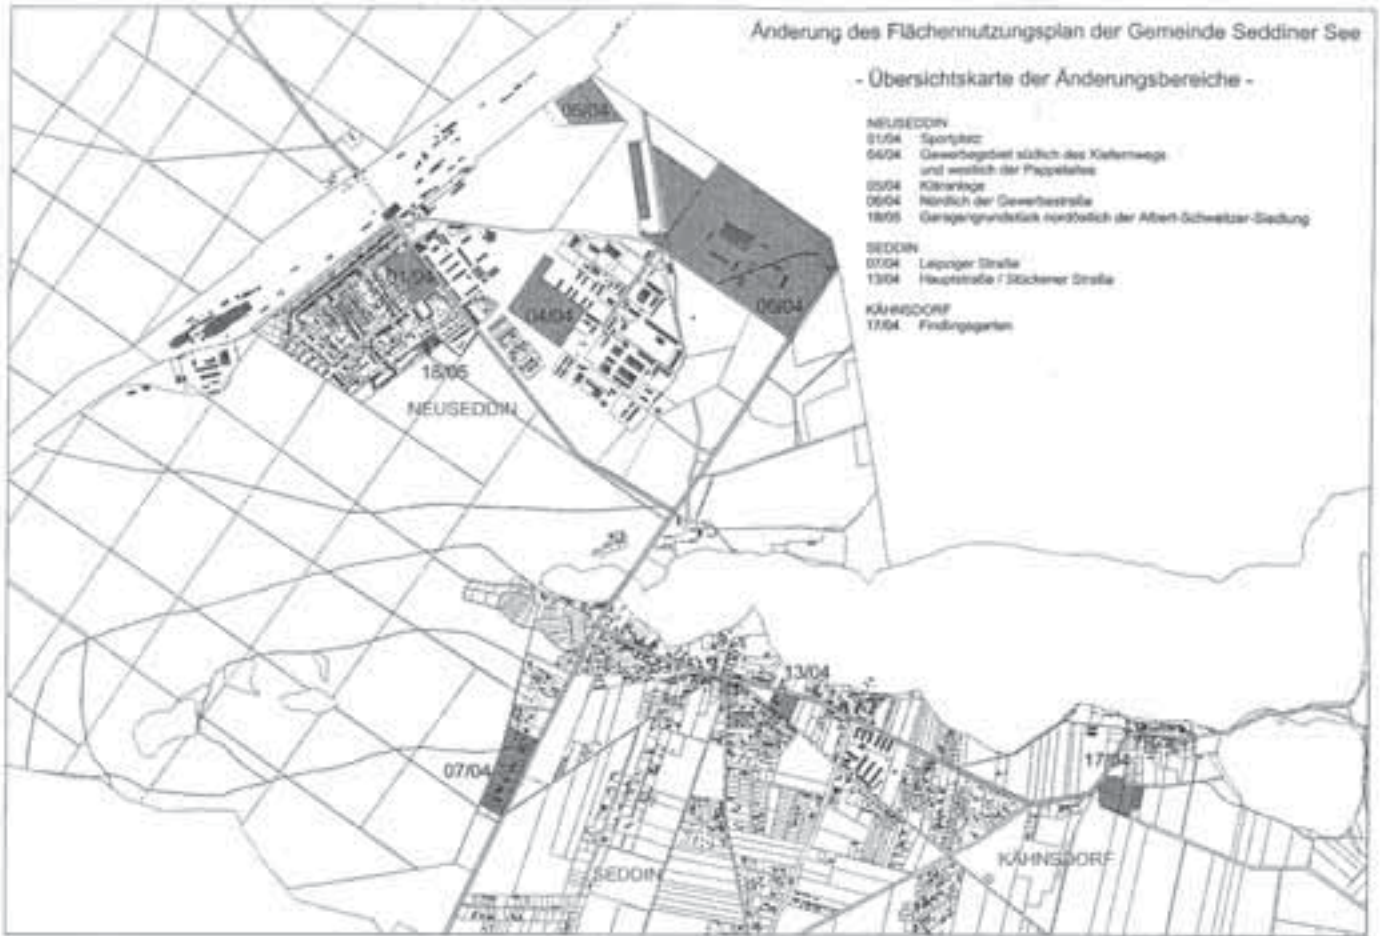 Änderung des Flächennutzungsplan der Gemeinde Seddiner See
- Übersichtskarte der Änderungsbereiche -
NEUSEDDIN
01/04 Sportplatz
04/04 Gewerbegebiet südlich des Kiefernwegs
und westlich der Pappelallee
05/04 Kläranlage
06/04 Nördlich der Gewerbestraße
18/05 Garagengrundstück nordöstlich der Albert-Schweitzer-Siedlung
SEDDIN
07/04 Leipziger Straße
13/04 Hauptstraße / Stückener Straße
KÄHNSDORF
17/04 Findlingsgarten
05/04
01/04
04/04
06/04
18/05
NEUSEDDIN
13/04
07/04
17/04
SEDDIN
KÄHNSDORF